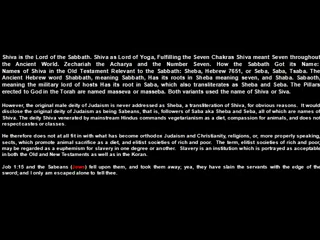 Shiva is the Lord of the Sabbath. Shiva as Lord of Yoga, Fulfilling the Seven Chakras Shiva meant Seven throughout
the Ancient World. Zechariah the Acharya and the Number Seven. How the Sabbath Got its Name:
Names of Shiva in the Old Testament Relevant to the Sabbath: Sheba, Hebrew 7651, or Seba, Saba, Tsaba. The
Ancient Hebrew word Shabbath, meaning Sabbath, Has its roots in Sheba meaning seven, and Shaba. Sabaoth,
meaning the military lord of hosts Has its root in Saba, which also transliterates as Sheba and Seba. The Pillars
erected to God in the Torah are named masseva or masseba. Both variants used the name of Shiva or Siva.
However, the original male deity of Judaism is never addressed as Sheba, a transliteration of Shiva, for obvious reasons. It would
disclose the original deity of Judaism as being Sabeans, that is, followers of Saba aka Sheba and Seba, all of which are names of
Shiva. The deity Shiva venerated by mainstream Hindus commands vegetarianism as a diet, compassion for animals, and does not
respect castes or classes.
He therefore does not at all fit in with what has become orthodox Judaism and Christianity, religions, or, more properly speaking,
sects, which promote animal sacrifice as a diet, and elitist societies of rich and poor. The term, elitist societies of rich and poor,
may be regarded as a euphemism for slavery in one degree or another. Slavery is an institution which is portrayed as acceptable
in both the Old and New Testaments as well as in the Koran.
Job 1:15 and the Sabeans (Jews) fell upon them, and took them away, yea, they have slain the servants with the edge of the
sword; and I only am escaped alone to tell thee.